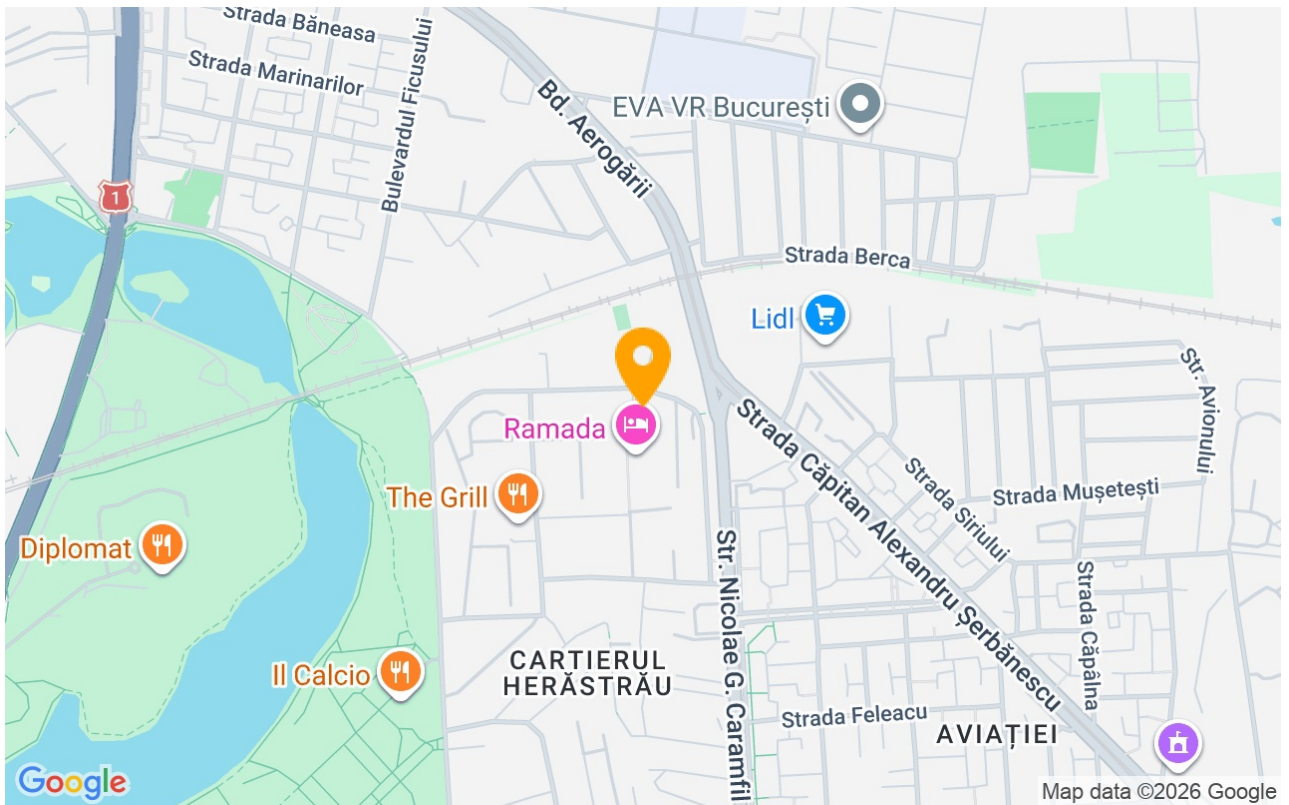 Strada Băneasa
Strada Marinarilor
Bulevardul Ficusului
Bd. Aerogării
EVA VR București
1
Strada Berca
Lidl
Str. Avionului
Ramada
Strada Căpitan Alexandru Șerbănescu
The Grill
Strada Siriului
Strada Mușetești
Diplomat
Str. Nicolae G. Caramfil
Strada Căpâlna
Il Calcio
CARTIERUL
HERĂSTRĂU
Strada Feleacu
AVIAȚIEI
Google
Map data ©2026 Google